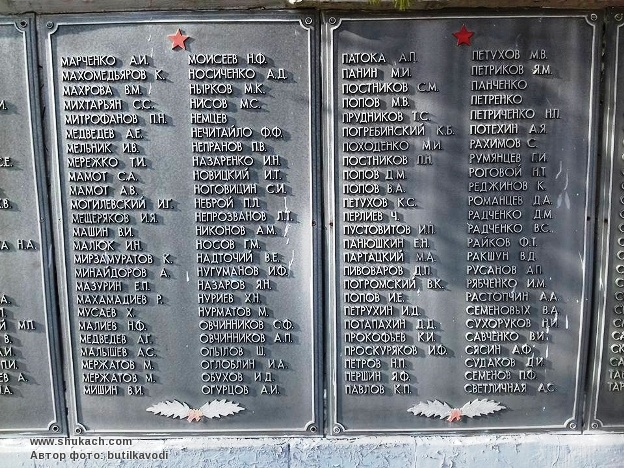 МАРЧЕНКО А.И.
МАХОМЕДЬЯРОВ К.
МАХРОВА В.М.
МИХТАРЬЯН С.С.
МИТРОФАНОВ П.Н.
МЕДВЕДЕВ А.Е.
МЕЛЬНИК И.В.
МЕРЕЖКО Т.И.
МАМОТ С.А.
МАМОТ А.В.
МОГИЛЕВСКИЙ И.Г.
МЕЩЕРЯКОВ И.Я.
МАШИН В.И.
МАЛЮК И.Н.
МИРЗАМУРАТОВ К.
МИНАЙДОРОВ А.
МАЗУРИН Е.П.
МАХАМАДИЕВ Р.
МУСАЕВ Х.
МАЛИЕВ Н.Ф.
МЕДВЕДЕВ А.Г.
МАЛЫШЕВ А.С.
МЕРЖАТОВ М.
МЕРЖАТОВ М.
МИШИН В.И.
МОИСЕЕВ Н.Ф.
НОСИЧЕНКО А.Д.
НЫРКОВ М.К.
НИСОВ М.С.
НЕМЦЕВ
НЕЧИТАЙЛО Ф.Ф.
НЕПРАНОВ П.В.
НАЗАРЕНКО И.Н.
НОВИЦКИЙ И.Т.
НОТОВИЦИН С.И.
НЕВРОЙ П.Л.
НЕПРОЗВАНОВ Л.Т.
НИКОНОВ А.М.
НОСОВ Г.М.
НАДТОЧИЙ В.Е.
НУГУМАНОВ И.Ф.
НАЗАРОВ Я.Н.
НУРИЕВ Х.Н.
НУРМАТОВ М.
ОВЧИННИКОВ С.Ф.
ОВЧИННИКОВ А.П.
ОПЫЛОВ Ш.
ОГЛОБЛИН И.А.
ОБУХОВ И.Д.
ОГУРЦОВ А.И.
ПАТОКА А.П.
ПАНИН М.И.
ПОСТНИКОВ С.М.
ПОПОВ М.В.
ПРУДНИКОВ Т.С.
ПОГРЕБИНСКИЙ К.Б.
ПОХОДЕНКО М.И.
ПОСТНИКОВ П.Н.
ПОПОВ Д.М.
ПОПОВ В.А.
ПЕТУХОВ К.С.
ПЕРЛИЕВ Ч.
ПУСТОВИТОВ И.П.
ПАНЮШКИН Е.Н.
ПАРТАЦКИЙ М.А.
ПИВОВАРОВ Д.П.
ПОГРОМСКИЙ В.К.
ПОПОВ И.Е.
ПЕТРУХИН И.Д.
ПОТАПАХИН Д.Д.
ПРОКОФЬЕВ К.И.
ПРОСКУРЯКОВ И.Ф.
ПЕТРОВ Н.П.
ПЕРШИН Я.Ф.
ПАВЛОВ К.П.
ПЕТУХОВ М.В.
ПЕТРИКОВ Я.М.
ПАНЧЕНКО
ПЕТРЕНКО
ПЕТРИЧЕНКО Н.П.
ПОТЕХИН А.Я.
РАХИМОВ С.
РУМЯНЦЕВ Г.И.
РОГОВОЙ Н.Т.
РЕДЖИНОВ К.
РОМАНЦЕВ Д.А.
РАДЧЕНКО Д.М.
РАДЧЕНКО В.С.
РАЙКОВ Ф.Т.
РАКШУН В.Д.
РУСАНОВ А.П.
РЯБЧЕНКО И.М.
РАСТОПЧИН А.А.
СЕМЕНОВЫХ В.А.
СУХОРУКОВ Н.И.
САВЧЕНКО В.И.
СЯСИН А.Ф.
СУДАКОВ Д.И.
СЕМЕНОВ П.Ф.
СВЕТЛИЧНАЯ А.С.
www.shukach.com
Автор фото: butilkavodi